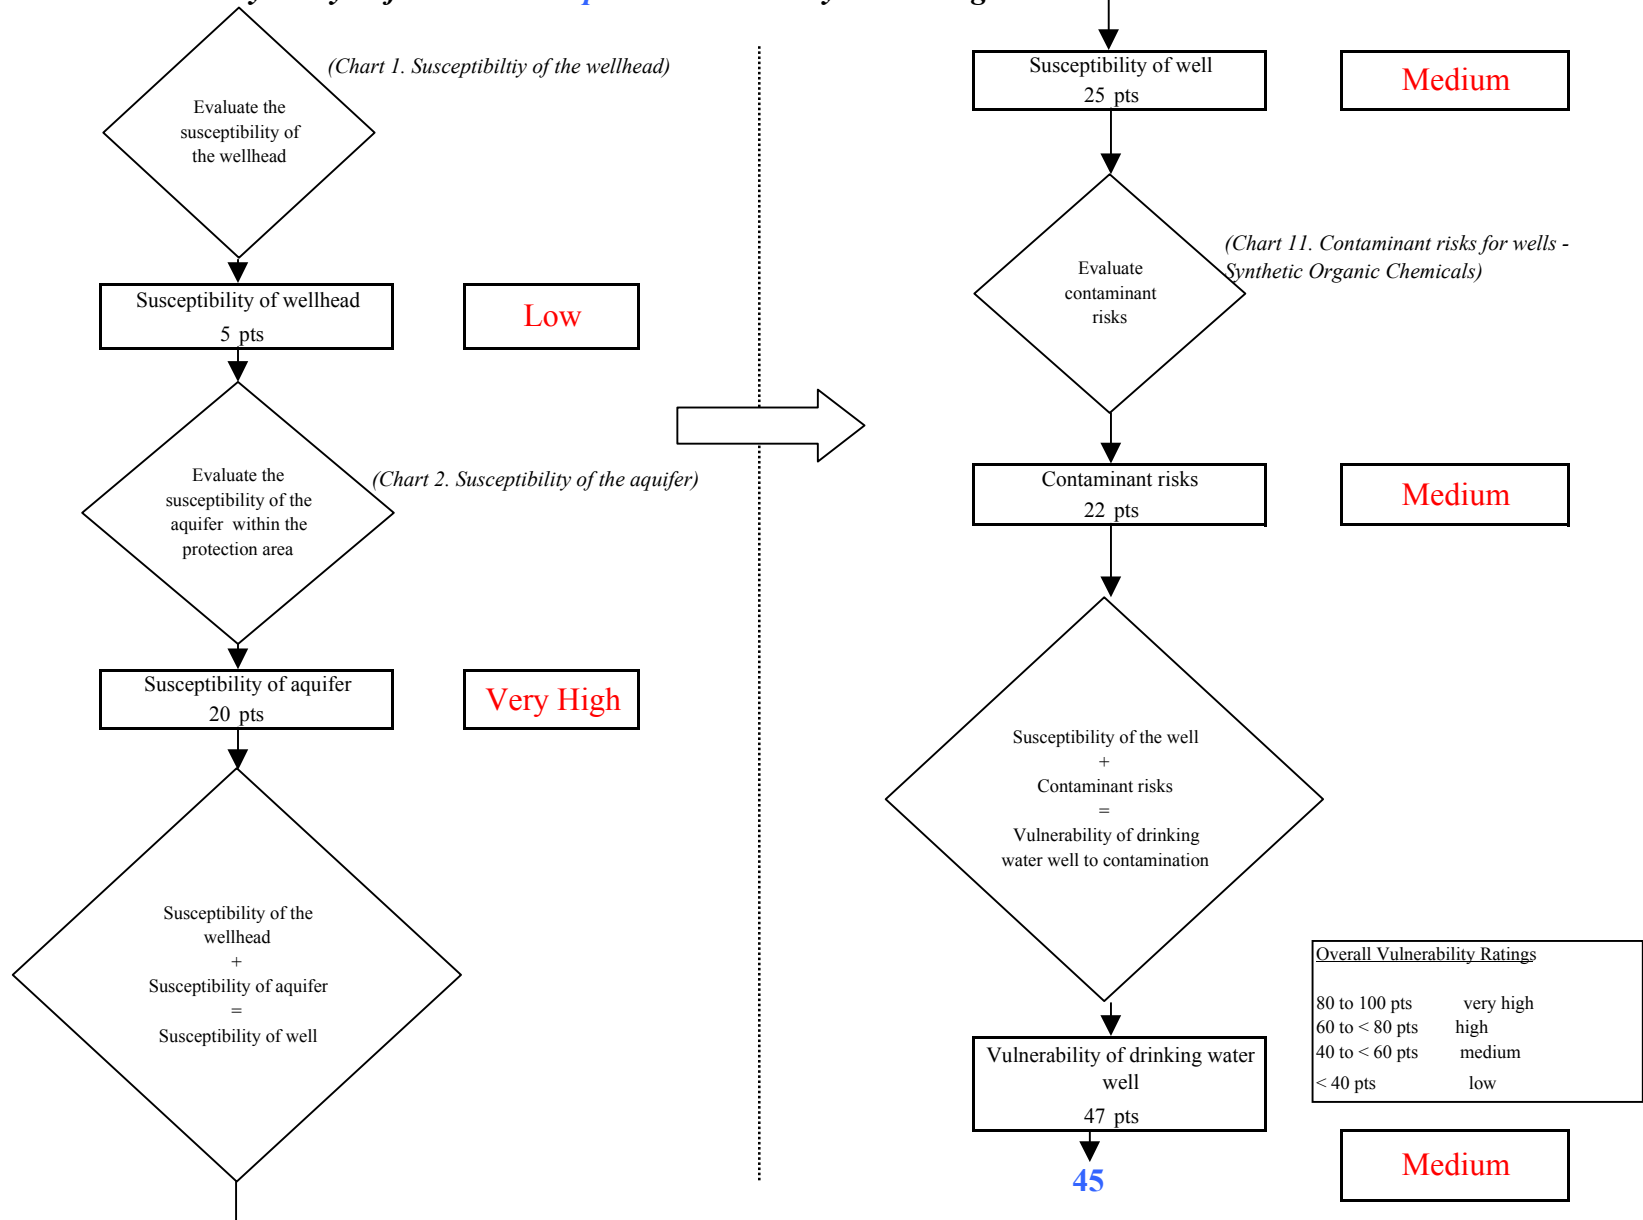 (Chart 1. Susceptibiltiy of the wellhead)
Evaluate the
susceptibility of
the wellhead
Susceptibility of wellhead
5 pts
Low
Evaluate the
susceptibility of the
aquifer within the
protection area
(Chart 2. Susceptibility of the aquifer)
Susceptibility of aquifer
20 pts
Very High
Susceptibility of the
wellhead
+
Susceptibility of aquifer
=
Susceptibility of well
Susceptibility of well
25 pts
Medium
Evaluate
contaminant
risks
(Chart 11. Contaminant risks for wells -
Synthetic Organic Chemicals)
Contaminant risks
22 pts
Medium
Susceptibility of the well
+
Contaminant risks
=
Vulnerability of drinking
water well to contamination
Vulnerability of drinking water
well
47 pts
45
Overall Vulnerability Ratings
80 to 100 pts very high
60 to < 80 pts high
40 to < 60 pts medium
< 40 pts low
Medium